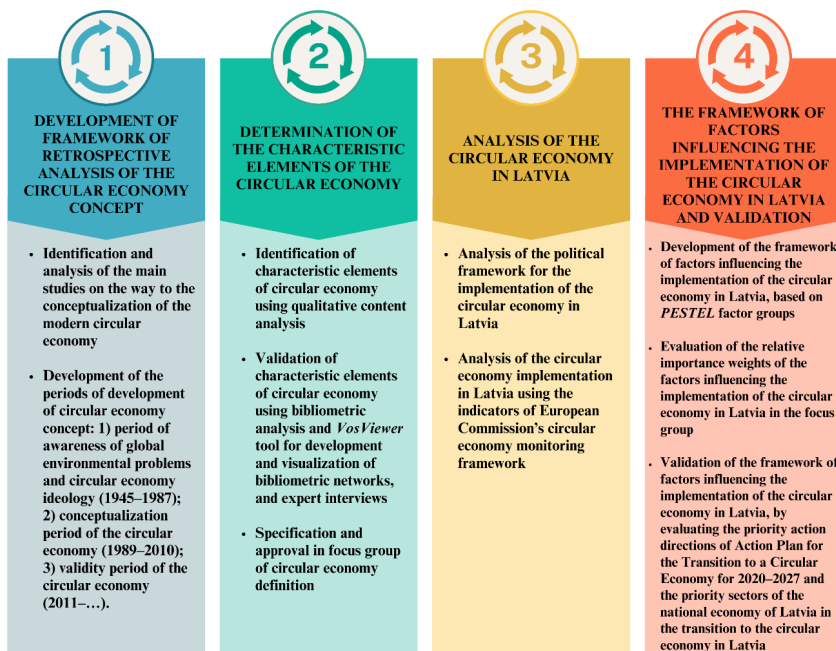 1
DEVELOPMENT OF
FRAMEWORK OF
RETROSPECTIVE
ANALYSIS OF THE
CIRCULAR ECONOMY
CONCEPT
• Identification and
analysis of the main
studies on the way to the
conceptualization of the
modern circular
economy
• Development of the
periods of development
of circular economy
concept: 1) period of
awareness of global
environmental problems
and circular economy
ideology (1945–1987);
2) conceptualization
period of the circular
economy (1989–2010);
3) validity period of the
circular economy
(2011–…).
2
DETERMINATION OF
THE CHARACTERISTIC
ELEMENTS OF THE
CIRCULAR ECONOMY
• Identification of
characteristic elements
of circular economy
using qualitative content
analysis
• Validation of
characteristic elements
of circular economy
using bibliometric
analysis and VosViewer
tool for development
and visualization of
bibliometric networks,
and expert interviews
• Specification and
approval in focus group
of circular economy
definition
3
ANALYSIS OF THE
CIRCULAR ECONOMY
IN LATVIA
• Analysis of the political
framework for the
implementation of the
circular economy in
Latvia
• Analysis of the circular
economy implementation
in Latvia using the
indicators of European
Commission’s circular
economy monitoring
framework
4
THE FRAMEWORK OF
FACTORS
INFLUENCING THE
IMPLEMENTATION OF
THE CIRCULAR
ECONOMY IN LATVIA
AND VALIDATION
• Development of the framework
of factors influencing the
implementation of the circular
economy in Latvia, based on
PESTEL factor groups
• Evaluation of the relative
importance weights of the
factors influencing the
implementation of the circular
economy in Latvia in the focus
group
• Validation of the framework of
factors influencing the
implementation of the circular
economy in Latvia, by
evaluating the priority action
directions of Action Plan for
the Transition to a Circular
Economy for 2020–2027 and
the priority sectors of the
national economy of Latvia in
the transition to the circular
economy in Latvia